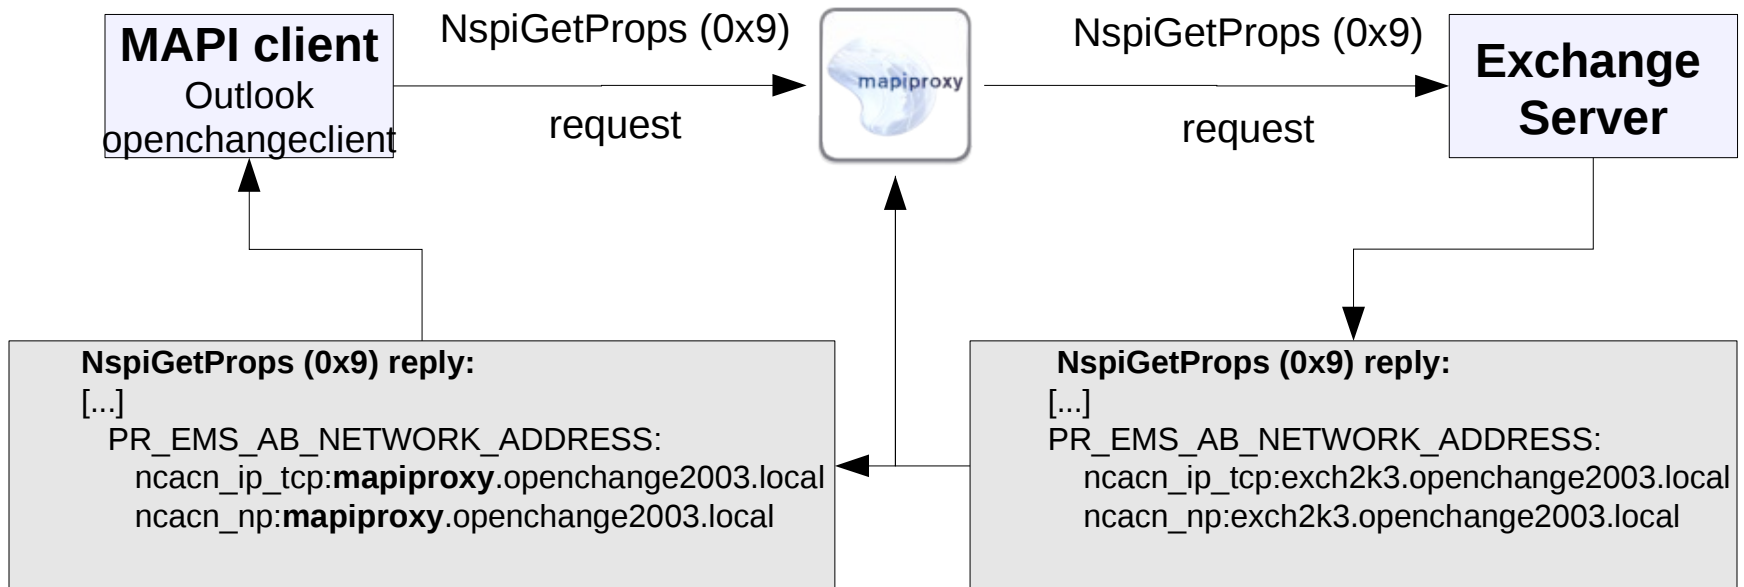 MAPI client
Outlook
openchangeclient
NspiGetProps (0x9)
request
mapiproxy
NspiGetProps (0x9)
request
Exchange
Server
NspiGetProps (0x9) reply:
[...]
PR_EMS_AB_NETWORK_ADDRESS:
ncacn_ip_tcp:mapiproxy.openchange2003.local
ncacn_np:mapiproxy.openchange2003.local
NspiGetProps (0x9) reply:
[...]
PR_EMS_AB_NETWORK_ADDRESS:
ncacn_ip_tcp:exch2k3.openchange2003.local
ncacn_np:exch2k3.openchange2003.local